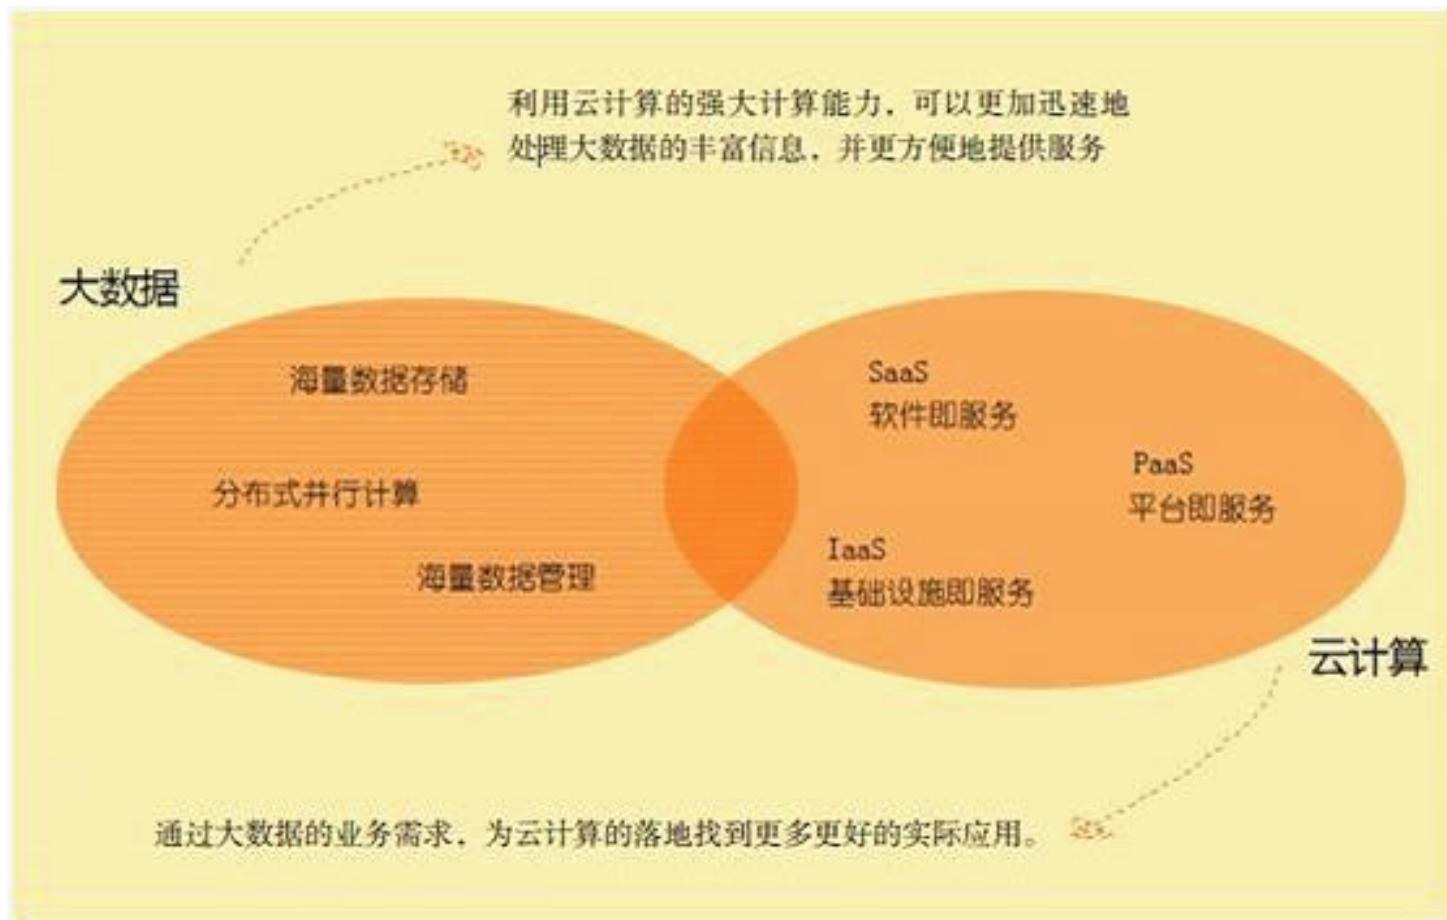 利用云计算的强大计算能力，可以更加迅速地
处理大数据的丰富信息，并更方便地提供服务
大数据
海量数据存储
分布式并行计算
海量数据管理
SaaS
软件即服务
PaaS
平台即服务
IaaS
基础设施即服务
云计算
通过大数据的业务需求，为云计算的落地找到更多更好的实际应用。